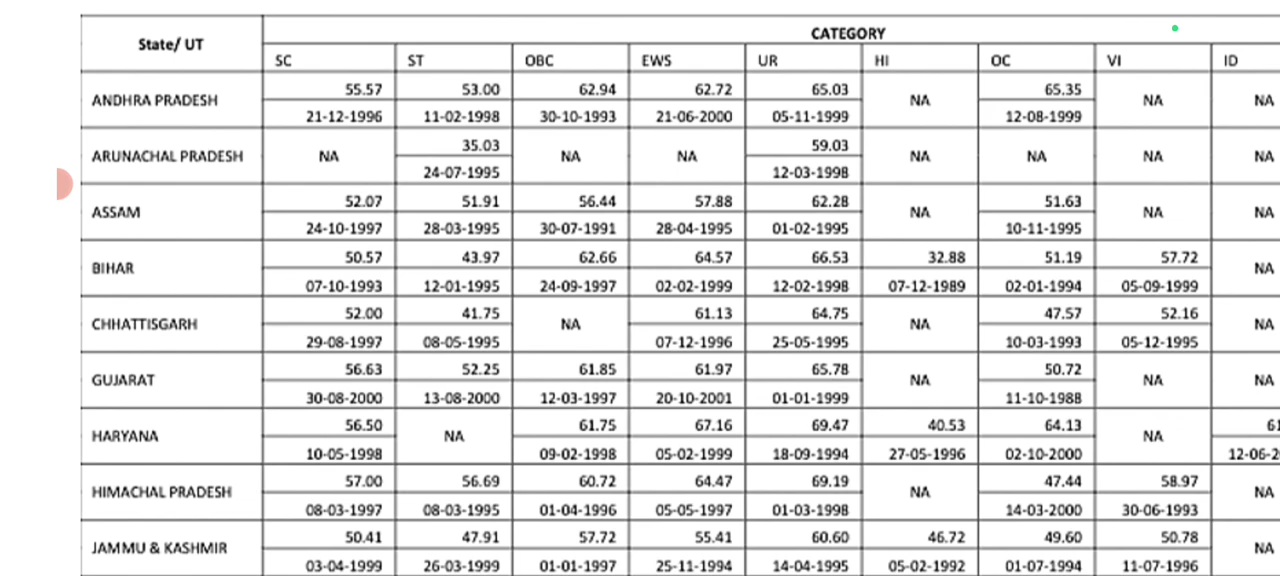 State/ UT CATEGORY
SC ST OBC EWS UR HI OC VI ID
ANDHRA PRADESH 55.57 53.00 62.94 62.72 65.03 NA 65.35 NA NA
21-12-1996 11-02-1998 30-10-1993 21-06-2000 05-11-1999 12-08-1999
ARUNACHAL PRADESH NA 35.03 NA NA 59.03 NA NA NA NA
24-07-1995 12-03-1998
ASSAM 52.07 51.91 56.44 57.88 62.28 NA 51.63 NA NA
24-10-1997 28-03-1995 30-07-1991 28-04-1995 01-02-1995 10-11-1995
BIHAR 50.57 43.97 62.66 64.57 66.53 32.88 51.19 57.72 NA
07-10-1993 12-01-1995 24-09-1997 02-02-1999 12-02-1998 07-12-1989 02-01-1994 05-09-1999
CHHATTISGARH 52.00 41.75 NA 61.13 64.75 NA 47.57 52.16 NA
29-08-1997 08-05-1995 07-12-1996 25-05-1995 10-03-1993 05-12-1995
GUJARAT 56.63 52.25 61.85 61.97 65.78 NA 50.72 NA NA
30-08-2000 13-08-2000 12-03-1997 20-10-2001 01-01-1999 11-10-1988
HARYANA 56.50 NA 61.75 67.16 69.47 40.53 64.13 NA
10-05-1998 09-02-1998 05-02-1999 18-09-1994 27-05-1996 02-10-2000
HIMACHAL PRADESH 57.00 56.69 60.72 64.47 69.19 NA 47.44 58.97 NA
08-03-1997 08-03-1995 01-04-1996 05-05-1997 01-03-1998 14-03-2000 30-06-1993
JAMMU & KASHMIR 50.41 47.91 57.72 55.41 60.60 46.72 49.60 50.78 NA
03-04-1999 26-03-1999 01-01-1997 25-11-1994 14-04-1995 05-02-1992 01-07-1994 11-07-1996